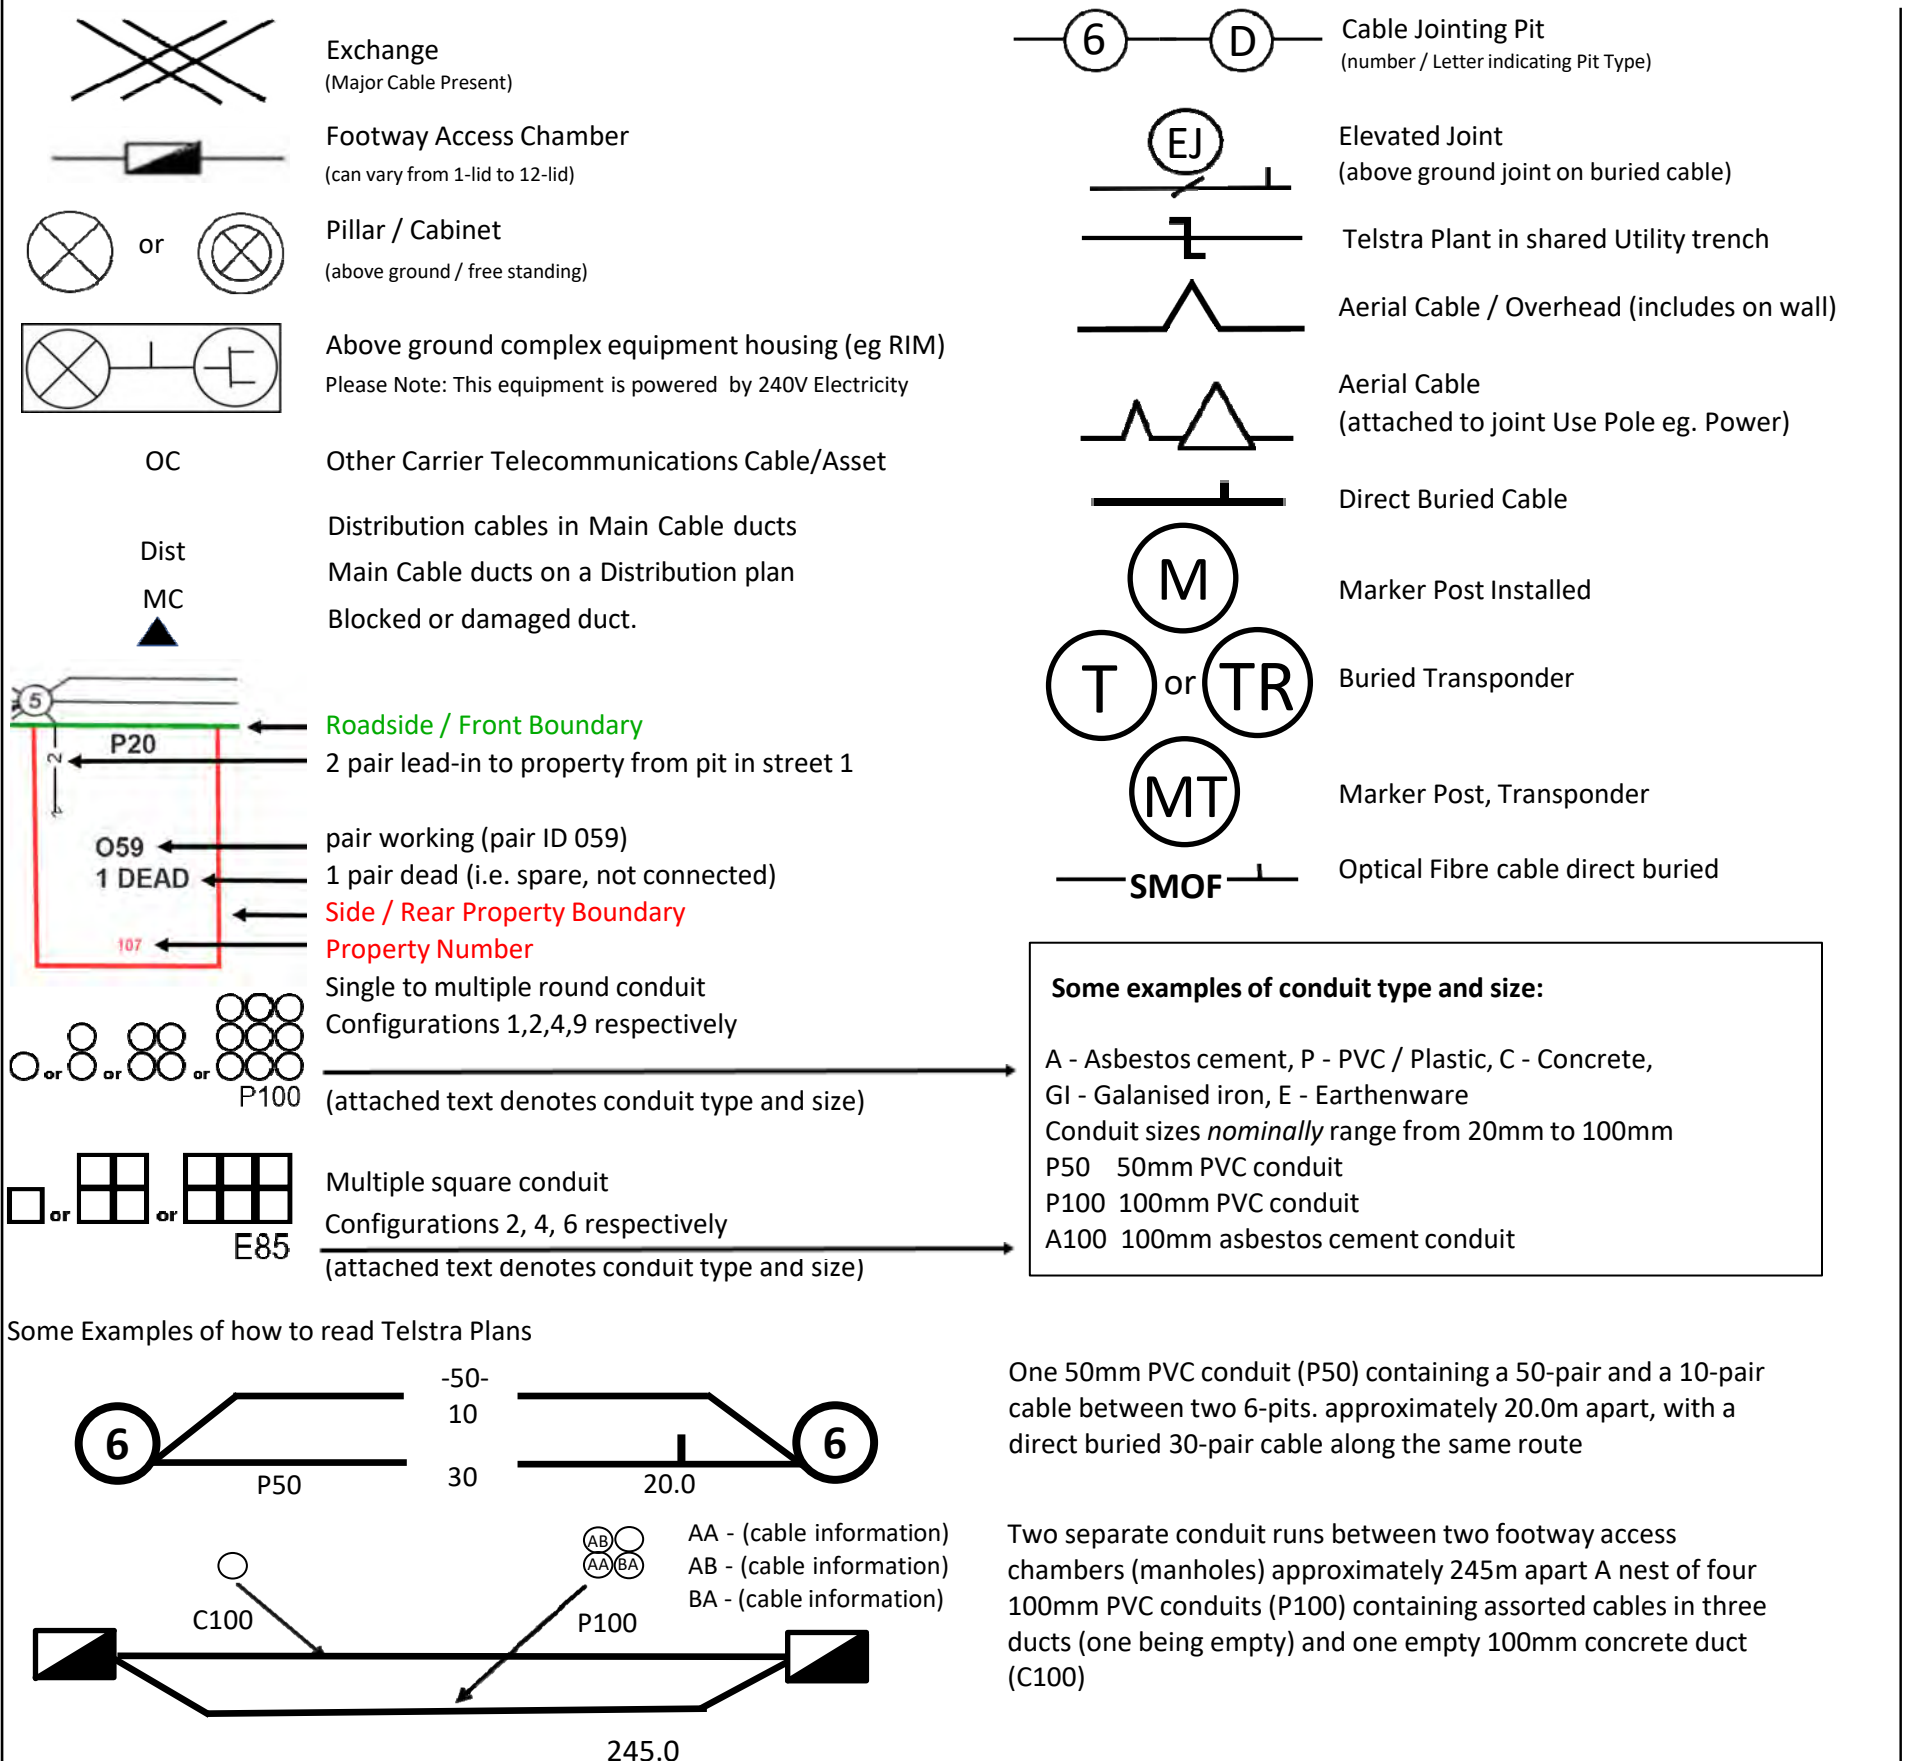 Exchange
(Major Cable Present)
Footway Access Chamber
(can vary from 1-lid to 12-lid)
or
Pillar / Cabinet
(above ground / free standing)
Above ground complex equipment housing (eg RIM)
Please Note: This equipment is powered by 240V Electricity
OC
Other Carrier Telecommunications Cable/Asset
Dist
Distribution cables in Main Cable ducts
MC
Main Cable ducts on a Distribution plan
Blocked or damaged duct.
5
P20
2
O59
1 DEAD
107
Roadside / Front Boundary
2 pair lead-in to property from pit in street 1
pair working (pair ID 059)
1 pair dead (i.e. spare, not connected)
Side / Rear Property Boundary
Property Number
Single to multiple round conduit
Configurations 1,2,4,9 respectively
or or or
P100
(attached text denotes conduit type and size)
or or
E85
Multiple square conduit
Configurations 2, 4, 6 respectively
(attached text denotes conduit type and size)
6 D
Cable Jointing Pit
(number / Letter indicating Pit Type)
EJ
Elevated Joint
(above ground joint on buried cable)
Telstra Plant in shared Utility trench
Aerial Cable / Overhead (includes on wall)
Aerial Cable
(attached to joint Use Pole eg. Power)
Direct Buried Cable
M
Marker Post Installed
T or TR
Buried Transponder
MT
Marker Post, Transponder
SMOF
Optical Fibre cable direct buried
Some examples of conduit type and size:
A - Asbestos cement, P - PVC / Plastic, C - Concrete,
GI - Galanised iron, E - Earthenware
Conduit sizes nominally range from 20mm to 100mm
P50 50mm PVC conduit
P100 100mm PVC conduit
A100 100mm asbestos cement conduit
Some Examples of how to read Telstra Plans
-50-
10
6 6
P50 30 20.0
One 50mm PVC conduit (P50) containing a 50-pair and a 10-pair
cable between two 6-pits. approximately 20.0m apart, with a
direct buried 30-pair cable along the same route
AB
AA BA
AA - (cable information)
AB - (cable information)
BA - (cable information)
C100 P100
245.0
Two separate conduit runs between two footway access
chambers (manholes) approximately 245m apart A nest of four
100mm PVC conduits (P100) containing assorted cables in three
ducts (one being empty) and one empty 100mm concrete duct
(C100)